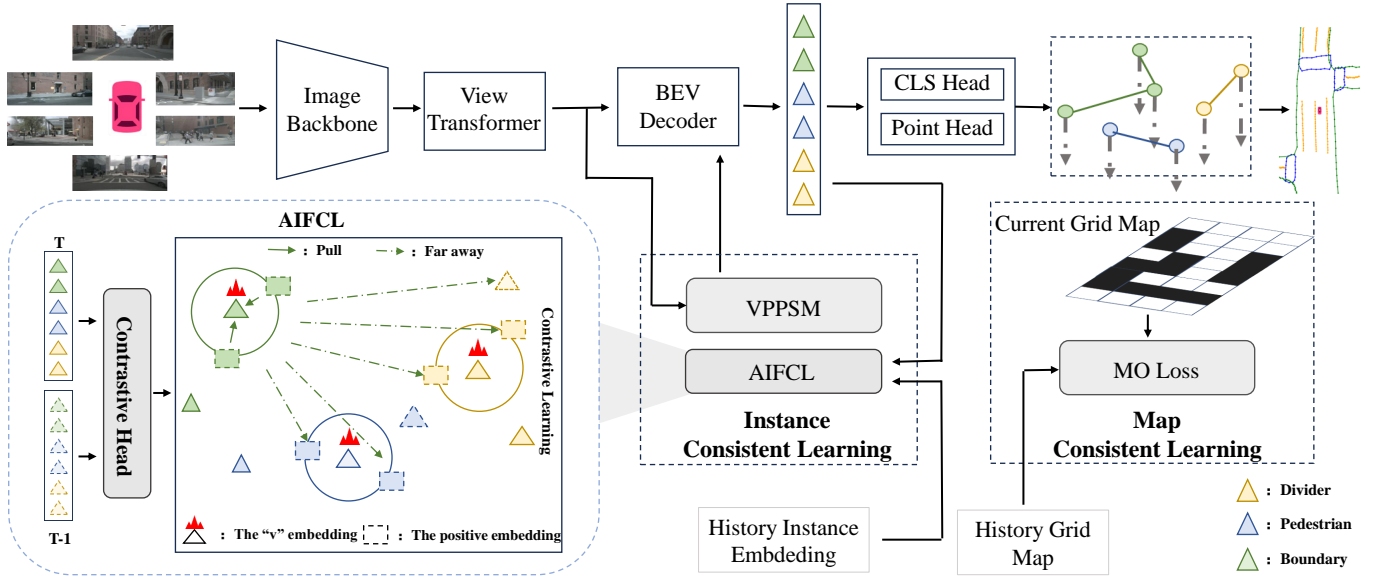 Image
Backbone
View
Transformer
BEV
Decoder
CLS Head
Point Head
AIFCL
T
T-1
Contrastive Head
: Pull
: Far away
Contrastive Learning
: The “v” embedding
: The positive embedding
VPPSM
AIFCL
Instance
Consistent Learning
Current Grid Map
MO Loss
Map
Consistent Learning
History Instance
Embdeding
History Grid
Map
: Divider
: Pedestrian
: Boundary